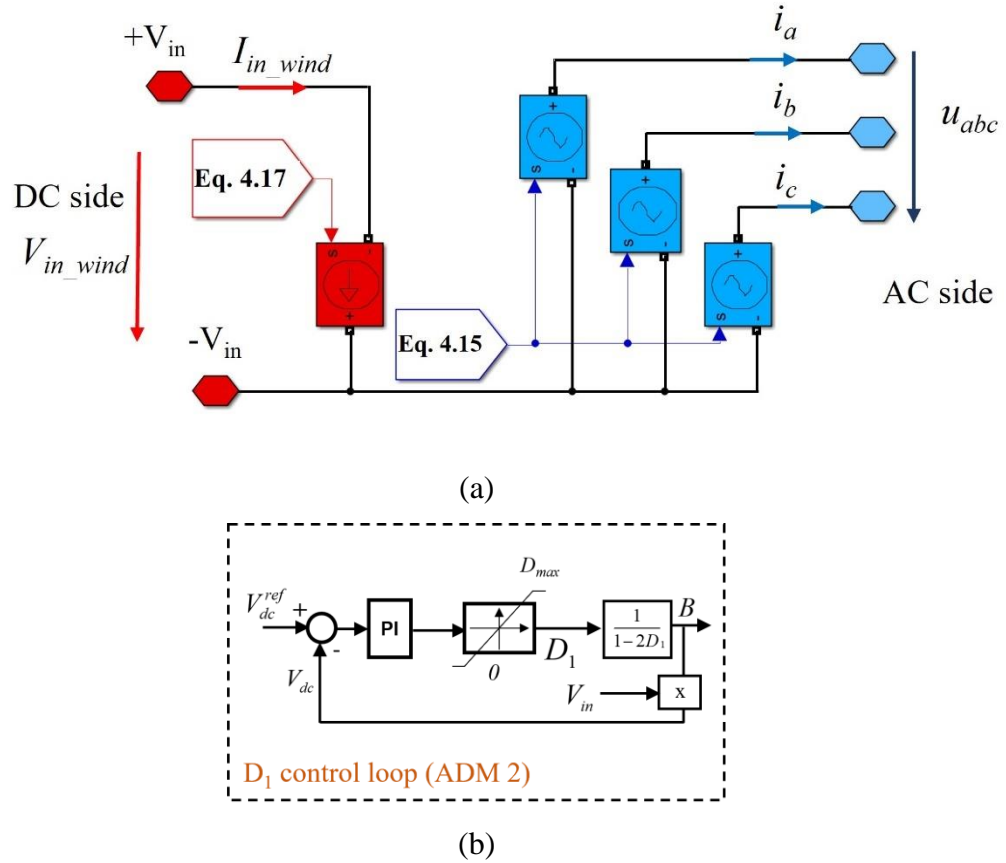 +V_in
I_in_wind
i_a
i_b
u_abc
Eq. 4.17
DC side
V_in_wind
i_c
AC side
s
-
+
+
s
-
+
s
-
+
s
-
-V_in
Eq. 4.15
(a)
D_max
V_dc^ref
+
-
PI
0
D_1
1
1-2D_1
B
V_dc
V_in
x
D_1 control loop (ADM 2)
(b)